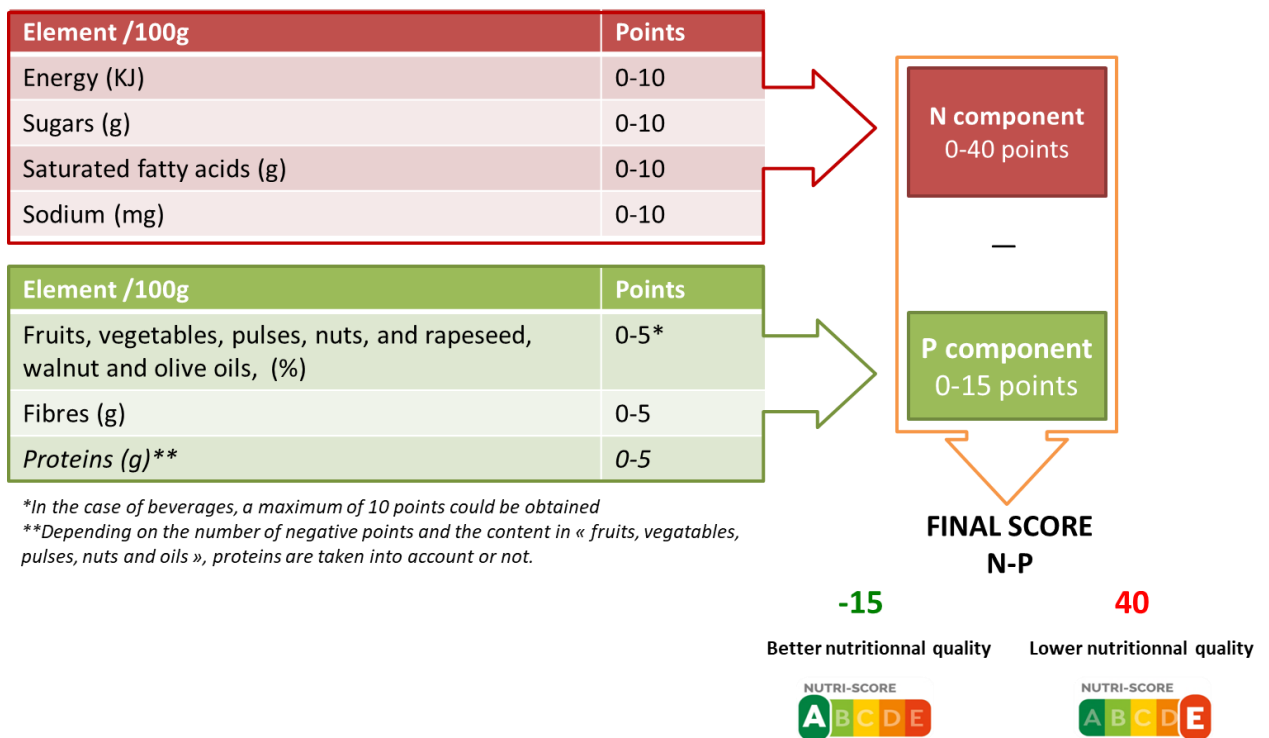 Element /100g Points
Energy (KJ) 0-10
Sugars (g) 0-10
Saturated fatty acids (g) 0-10
Sodium (mg) 0-10
N component
0-40 points
—
Element /100g Points
Fruits, vegetables, pulses, nuts, and rapeseed, 0-5*
walnut and olive oils, (%)
Fibres (g) 0-5
Proteins (g)** 0-5
P component
0-15 points
*In the case of beverages, a maximum of 10 points could be obtained
**Depending on the number of negative points and the content in « fruits, vegatables,
pulses, nuts and oils », proteins are taken into account or not.
FINAL SCORE
N-P
-15 40
Better nutritionnal quality Lower nutritionnal quality
NUTRI-SCORE NUTRI-SCORE
A B C D E A B C D E